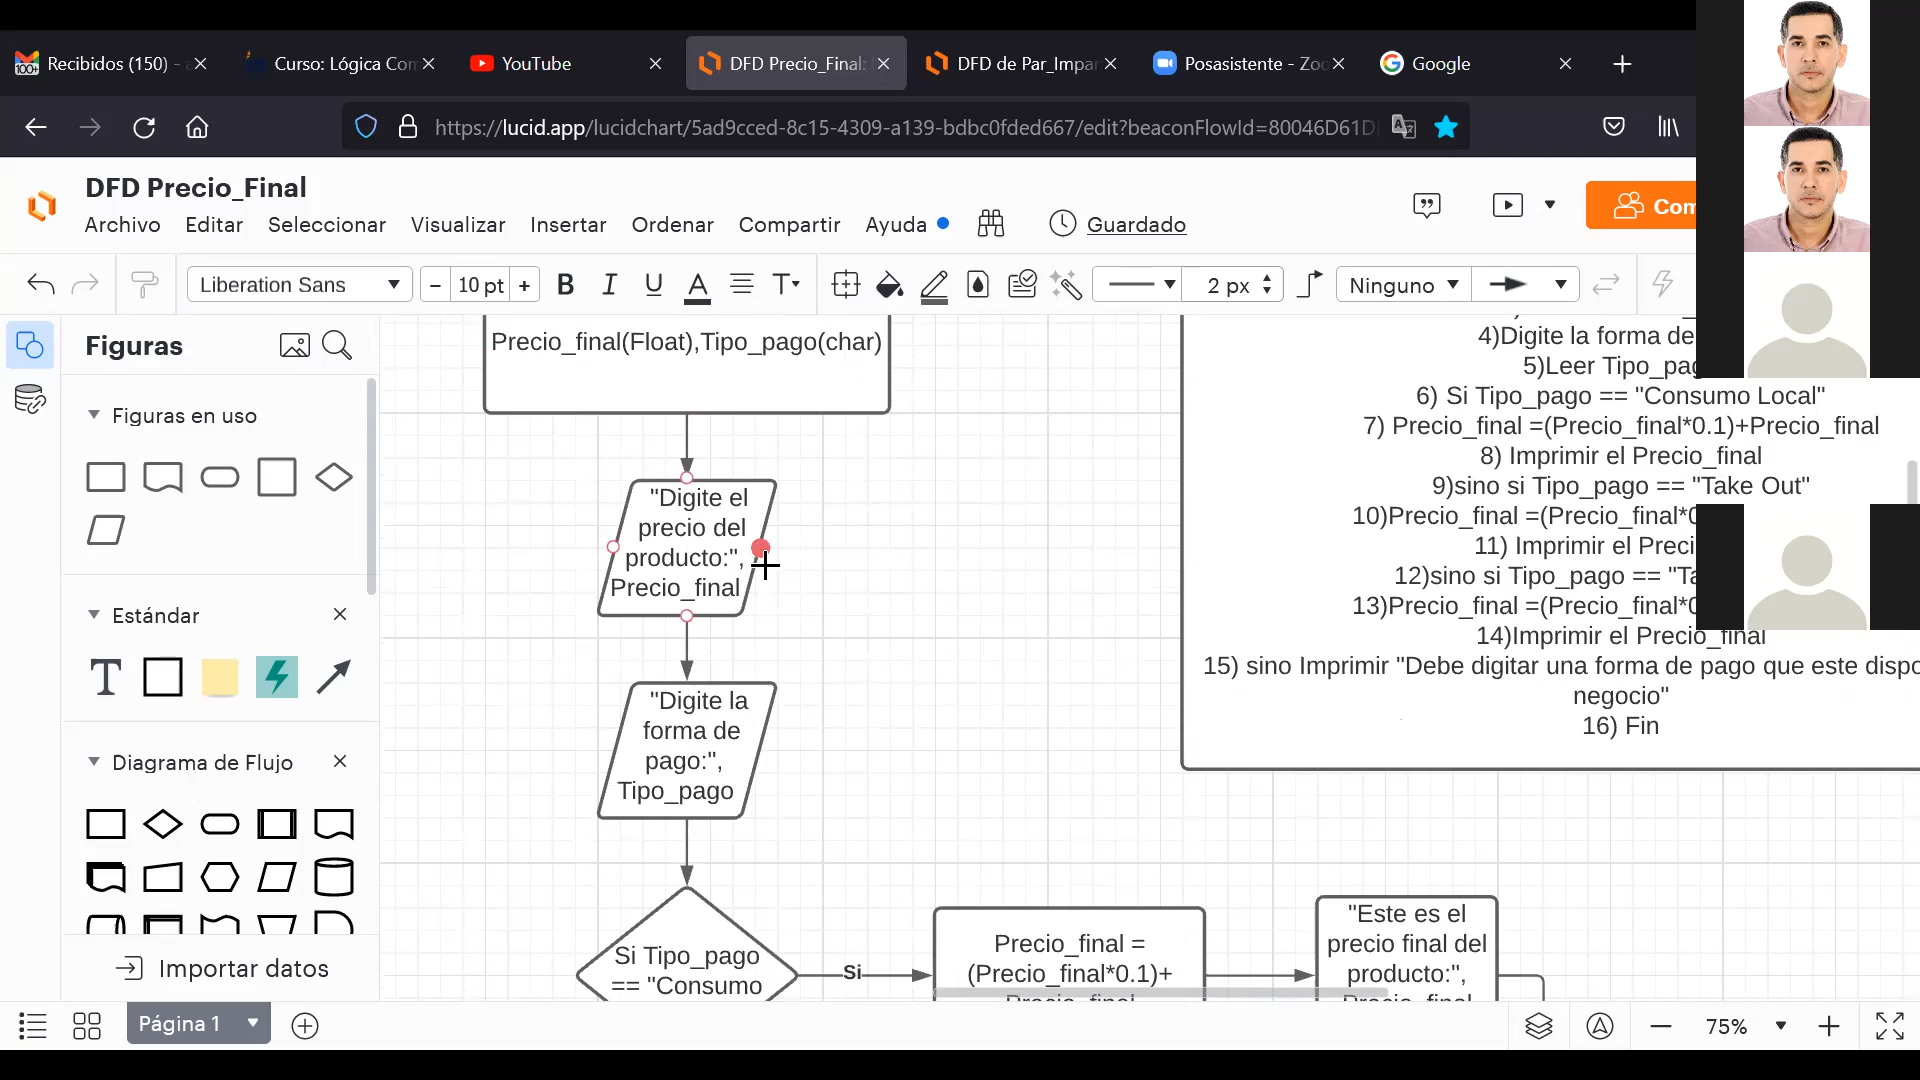 Recibidos (150) -
Curso: Lógica Com
YouTube
DFD Precio_Final:
DFD de Par_Impar
Posasistente - Zoo
Google
https://lucid.app/lucidchart/5ad9cced-8c15-4309-a139-bdbc0fded667/edit?beaconFlowId=80046D61D
DFD Precio_Final
Archivo Editar Seleccionar Visualizar Insertar Ordenar Compartir Ayuda Guardado
Com
Liberation Sans
10 pt
B I U A T
2 px
Ninguno
Figuras
Figuras en uso
Estándar
T
Diagrama de Flujo
Importar datos
Precio_final(Float),Tipo_pago(char)
"Digite el
precio del
producto:",
Precio_final
"Digite la
forma de
pago:",
Tipo_pago
Si Tipo_pago
== "Consumo
Si
Precio_final =
(Precio_final*0.1)+
Precio_final
"Este es el
precio final del
producto:",
Precio_final
4)Digite la forma de
5)Leer Tipo_pag
6) Si Tipo_pago == "Consumo Local"
7) Precio_final =(Precio_final*0.1)+Precio_final
8) Imprimir el Precio_final
9)sino si Tipo_pago == "Take Out"
10)Precio_final =(Precio_final*0
11) Imprimir el Preci
12)sino si Tipo_pago == "Ta
13)Precio_final =(Precio_final*0
14)Imprimir el Precio_final
15) sino Imprimir "Debe digitar una forma de pago que este dispo
negocio"
16) Fin
Página 1
75%